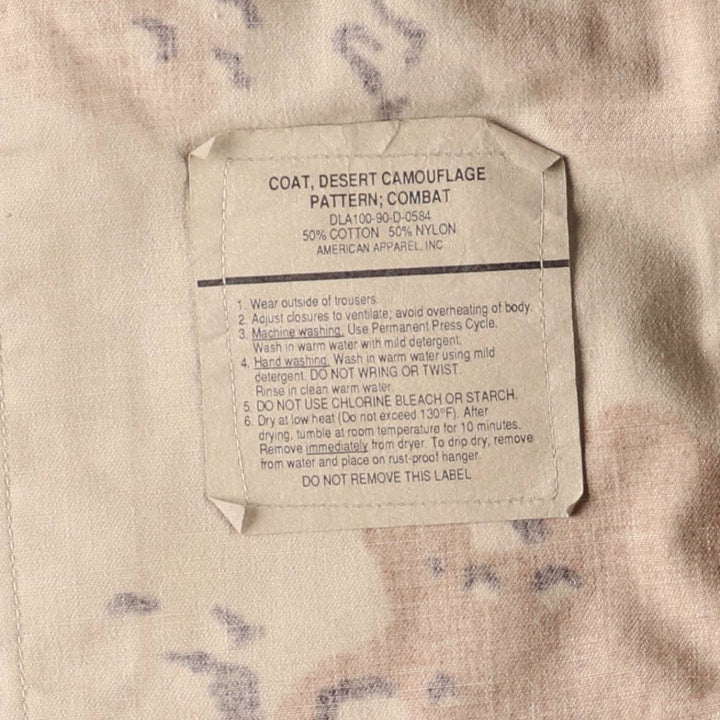 COAT, DESERT CAMOUFLAGE
PATTERN; COMBAT
DLA100-90-D-0584
50% COTTON 50% NYLON
AMERICAN APPAREL, INC
1. Wear outside of trousers.
2. Adjust closures to ventilate; avoid overheating of body.
3. Machine washing. Use Permanent Press Cycle.
Wash in warm water with mild detergent.
4. Hand washing. Wash in warm water using mild
detergent. DO NOT WRING OR TWIST.
Rinse in clean warm water.
5. DO NOT USE CHLORINE BLEACH OR STARCH.
6. Dry at low heat (Do not exceed 130°F). After
drying, tumble at room temperature for 10 minutes.
Remove immediately from dryer. To drip dry, remove
from water and place on rust-proof hanger.
DO NOT REMOVE THIS LABEL